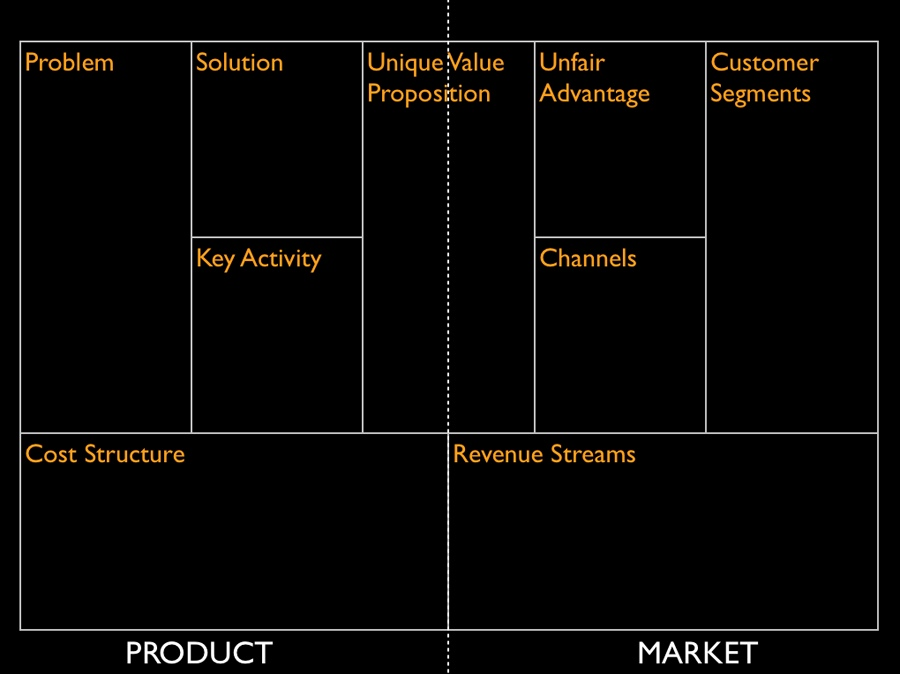 Problem
Solution
Unique Value
Proposition
Unfair
Advantage
Customer
Segments
Key Activity
Channels
Cost Structure
Revenue Streams
PRODUCT
MARKET